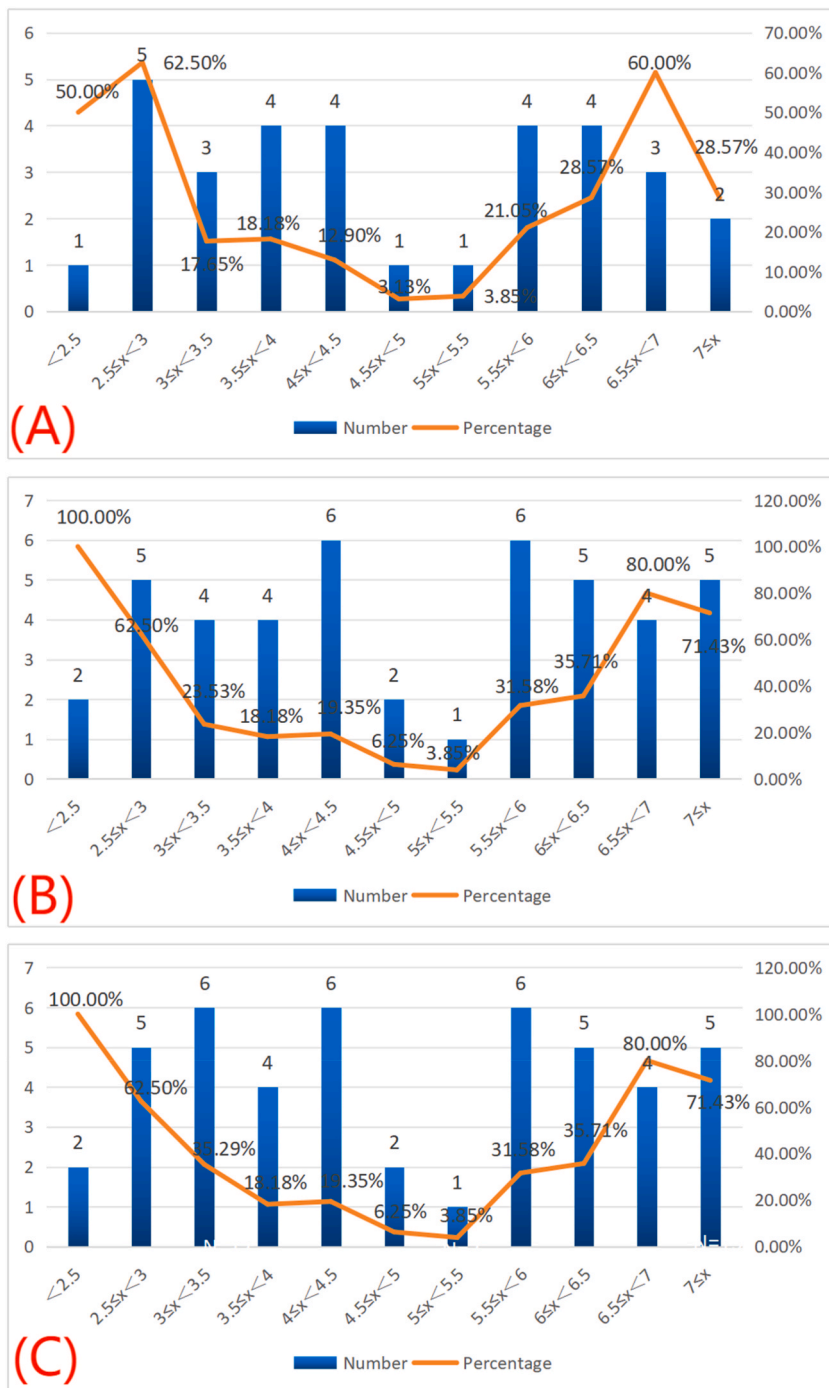 6 5 62.50% 60.00% 70.00%
5 50.00% 4 4 4 4 60.00%
4 3 3 28.57% 50.00%
3 28.57% 2 40.00%
2 1 18.18% 12.90% 1 1 21.05% 30.00%
1 17.65% 3.13% 3.85% 20.00%
10.00%
0 0.00%
<2.5 2.5≤x<3 3≤x<3.5 3.5≤x<4 4≤x<4.5 4.5≤x<5 5≤x<5.5 5.5≤x<6 6≤x<6.5 6.5≤x<7 7≤x
(A)
Number Percentage
7 100.00% 6 6 120.00%
6 5 5 80.00% 5 100.00%
5 4 4 4 80.00%
4 62.50% 35.71% 71.43%
3 2 23.53% 18.18% 19.35% 2 31.58% 60.00%
2 1 40.00%
1 6.25% 3.85% 20.00%
0 0.00%
<2.5 2.5≤x<3 3≤x<3.5 3.5≤x<4 4≤x<4.5 4.5≤x<5 5≤x<5.5 5.5≤x<6 6≤x<6.5 6.5≤x<7 7≤x
(B)
Number Percentage
7 100.00% 6 6 6 120.00%
6 5 5 80.00% 5 100.00%
5 4 4 80.00%
4 62.50% 71.43%
3 2 35.29% 2 31.58% 35.71% 60.00%
2 18.18% 19.35% 1 40.00%
1 6.25% 3.85% 20.00%
0 0.00%
<2.5 2.5≤x<3 3≤x<3.5 3.5≤x<4 4≤x<4.5 4.5≤x<5 5≤x<5.5 5.5≤x<6 6≤x<6.5 6.5≤x<7 7≤x
(C)
Number Percentage